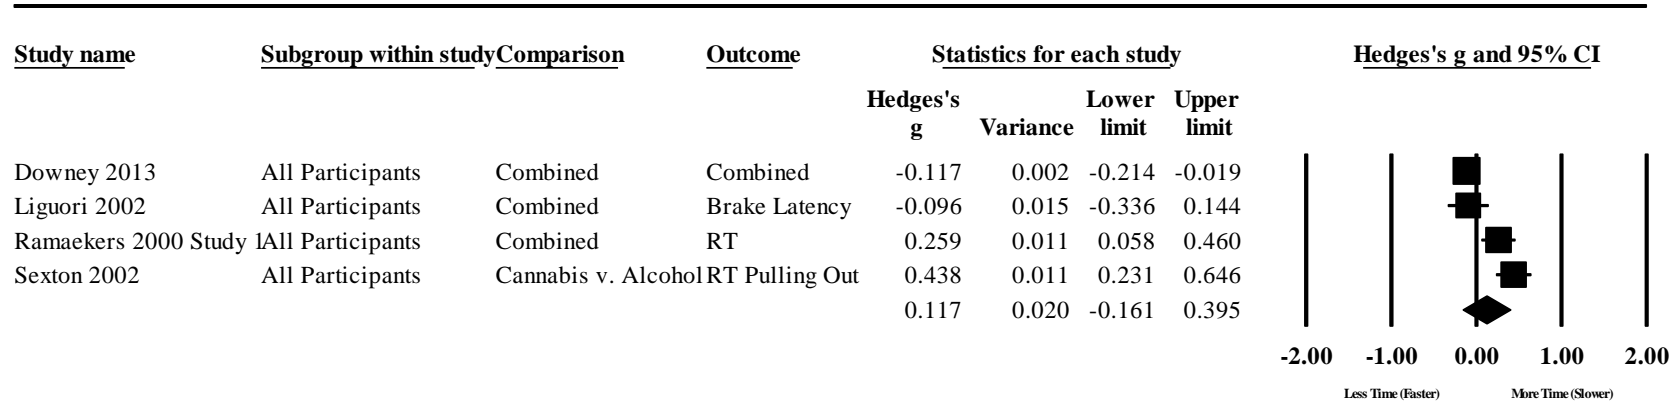 Study name Subgroup within study Comparison Outcome Statistics for each study Hedges's g and 95% CI
Hedges's g Variance Lower limit Upper limit
Downey 2013 All Participants Combined Combined -0.117 0.002 -0.214 -0.019
Liguori 2002 All Participants Combined Brake Latency -0.096 0.015 -0.336 0.144
Ramaekers 2000 Study 1 All Participants Combined RT 0.259 0.011 0.058 0.460
Sexton 2002 All Participants Cannabis v. Alcohol RT Pulling Out 0.438 0.011 0.231 0.646
0.117 0.020 -0.161 0.395
-2.00 -1.00 0.00 1.00 2.00
Less Time (Faster) More Time (Slower)